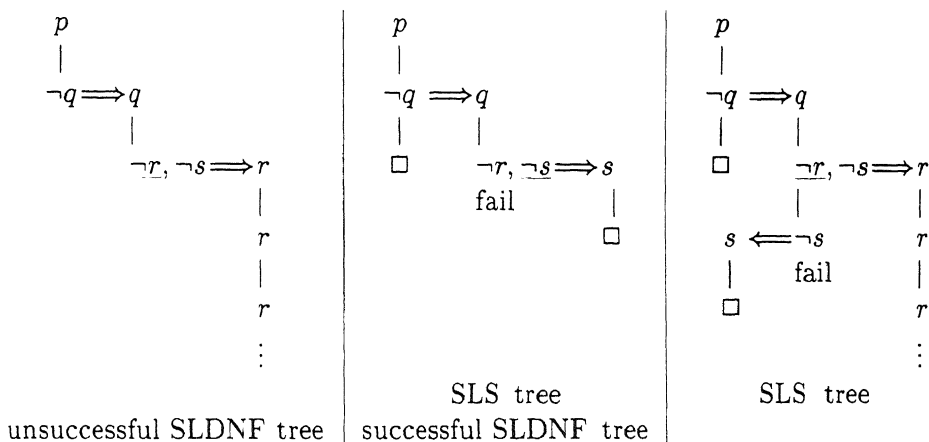 p
¬q⟹q
¬r, ¬s⟹r
r
r
⋮
unsuccessful SLDNF tree
p
¬q ⟹q
□ ¬r, ¬s⟹s
fail
□
SLS tree
successful SLDNF tree
p
¬q ⟹q
□ ¬r, ¬s⟹r
s ⟸¬s r
fail
□ r
⋮
SLS tree